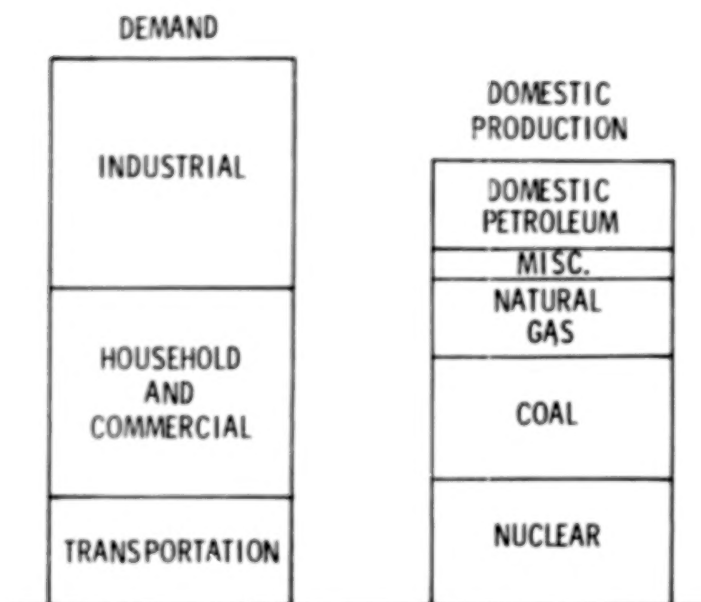 DEMAND
INDUSTRIAL
HOUSEHOLD
AND
COMMERCIAL
TRANSPORTATION
DOMESTIC
PRODUCTION
DOMESTIC
PETROLEUM
MISC.
NATURAL
GAS
COAL
NUCLEAR